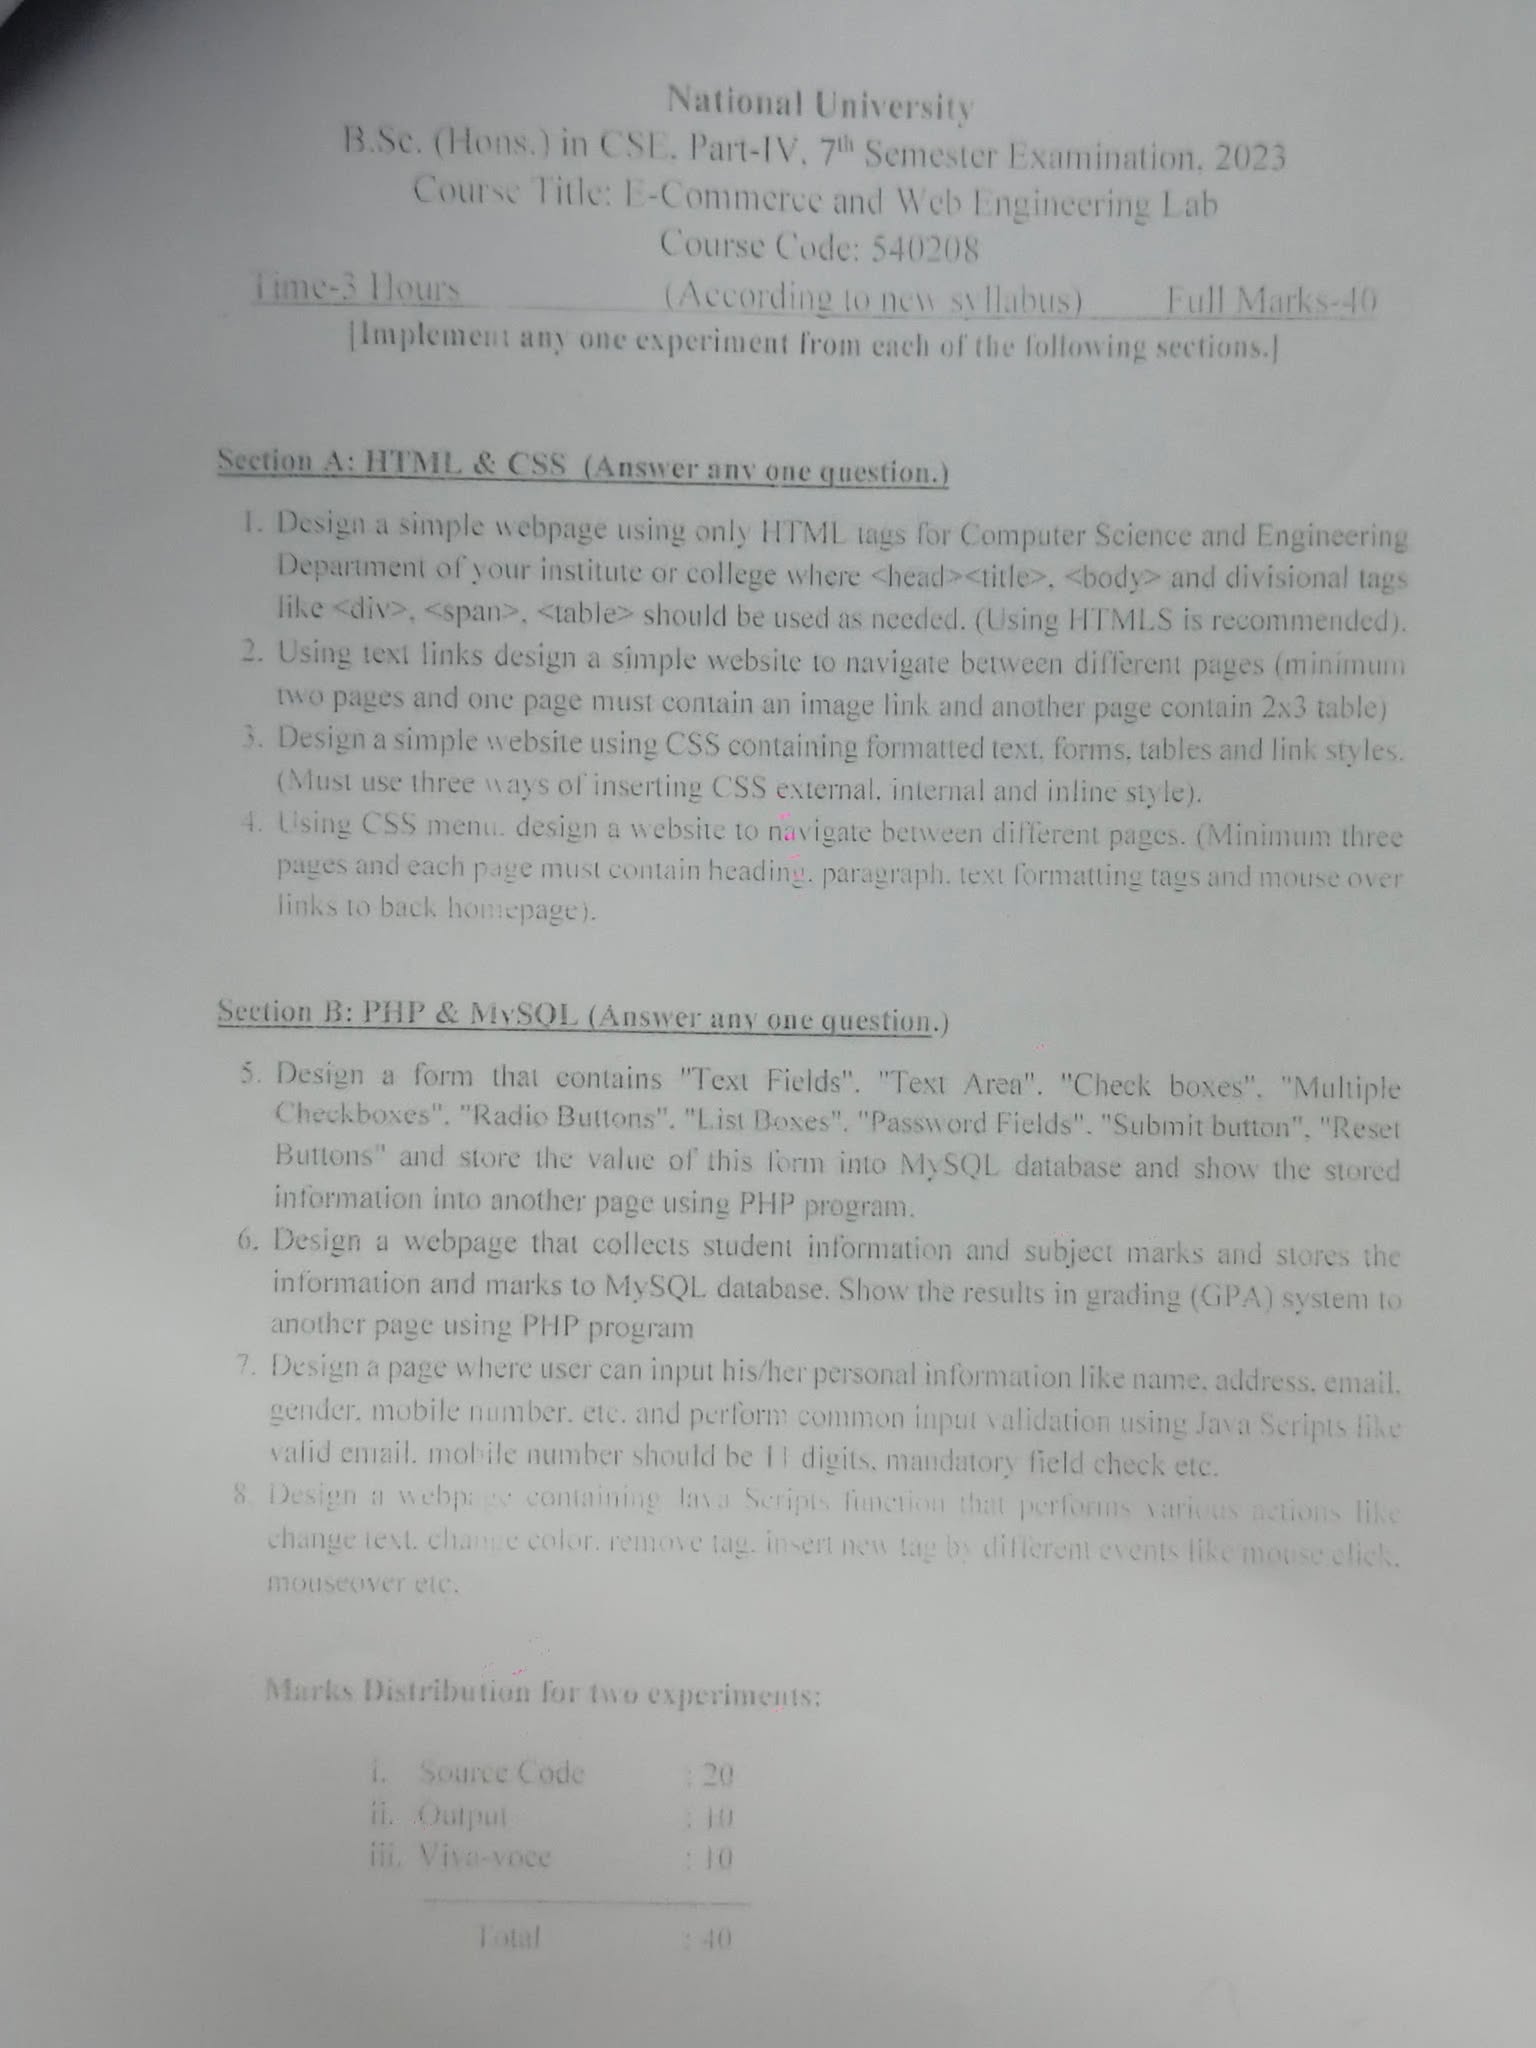 National University
B.Sc. (Hons.) in CSE, Part-IV, 7th Semester Examination, 2023
Course Title: E-Commerce and Web Engineering Lab
Course Code: 540208
Time-3 Hours (According to new syllabus) Full Marks-40
[Implement any one experiment from each of the following sections.]
Section A: HTML & CSS (Answer any one question.)
1. Design a simple webpage using only HTML tags for Computer Science and Engineering
Department of your institute or college where <head><title>, <body> and divisional tags
like <div>, <span>, <table> should be used as needed. (Using HTMLS is recommended).
2. Using text links design a simple website to navigate between different pages (minimum
two pages and one page must contain an image link and another page contain 2x3 table)
3. Design a simple website using CSS containing formatted text, forms, tables and link styles.
(Must use three ways of inserting CSS external, internal and inline style).
4. Using CSS menu, design a website to navigate between different pages. (Minimum three
pages and each page must contain heading, paragraph, text formatting tags and mouse over
links to back homepage).
Section B: PHP & MySQL (Answer any one question.)
5. Design a form that contains "Text Fields", "Text Area", "Check boxes", "Multiple
Checkboxes", "Radio Buttons", "List Boxes", "Password Fields", "Submit button", "Reset
Buttons" and store the value of this form into MySQL database and show the stored
information into another page using PHP program.
6. Design a webpage that collects student information and subject marks and stores the
information and marks to MySQL database. Show the results in grading (GPA) system to
another page using PHP program
7. Design a page where user can input his/her personal information like name, address, email,
gender, mobile number, etc. and perform common input validation using Java Scripts like
valid email, mobile number should be 11 digits, mandatory field check etc.
8. Design a webpage containing Java Scripts function that performs various actions like
change text, change color, remove tag, insert new tag by different events like mouse click,
mouseover etc.
Marks Distribution for two experiments:
i. Source Code : 20
ii. Output : 10
iii. Viva-voce : 10
Total : 40